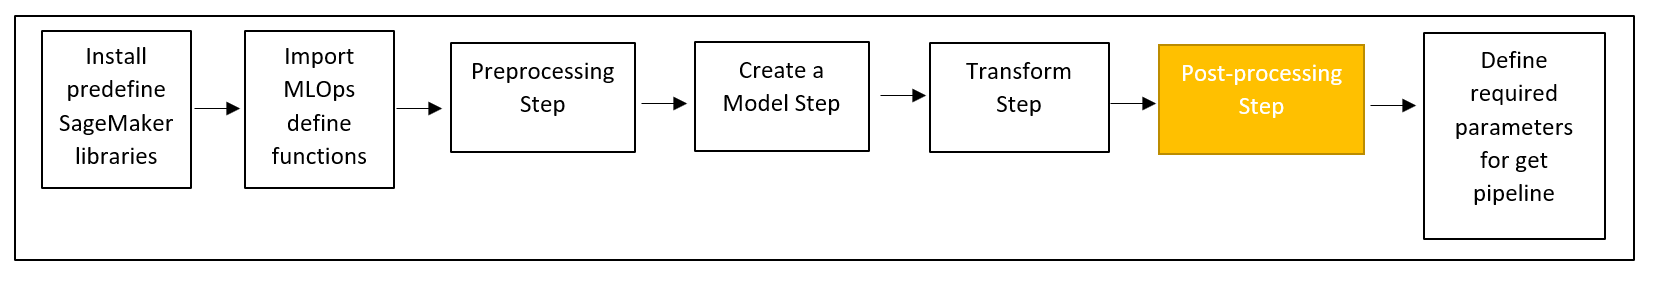 Install
predefine
SageMaker
libraries
Import
MLOps
define
functions
Preprocessing
Step
Create a
Model Step
Transform
Step
Post-processing
Step
Define
required
parameters
for get
pipeline